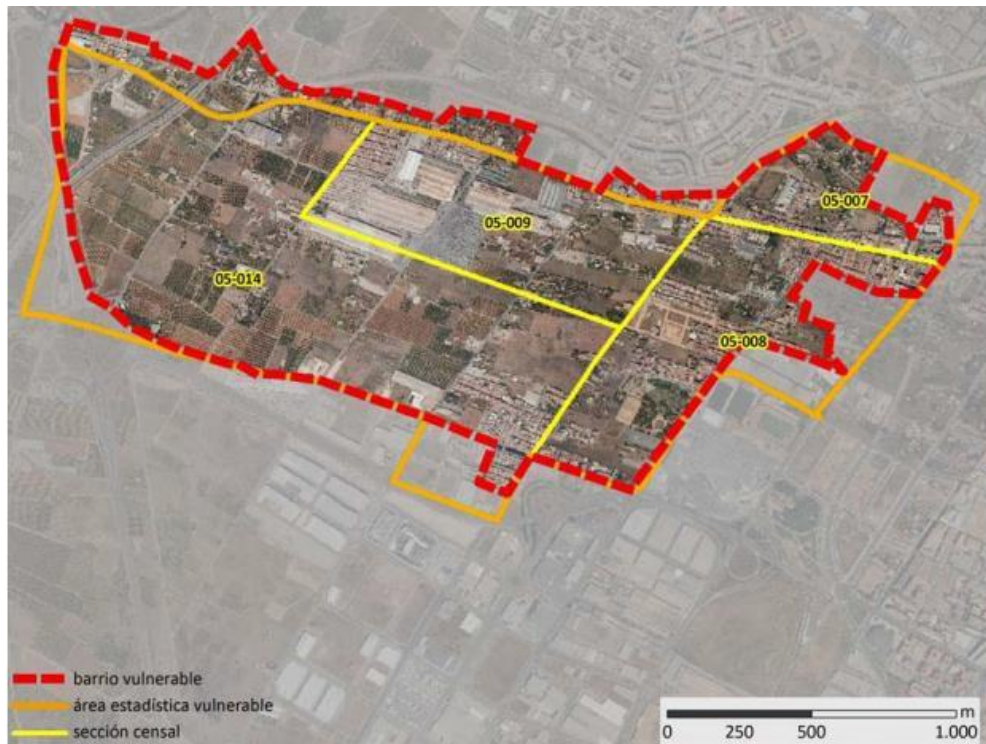 05-007
05-009
05-014
05-008
barrio vulnerable
área estadística vulnerable
sección censal
m
0 250 500 1.000